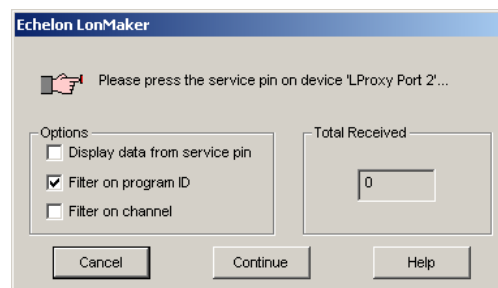 Echelon LonMaker
Please press the service pin on device 'LProxy Port 2'...
Options
Display data from service pin
Filter on program ID
Filter on channel
Total Received
0
Cancel
Continue
Help